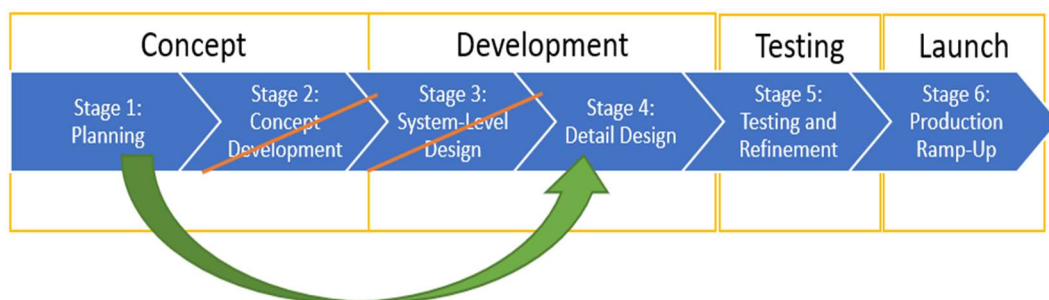 Concept
Development
Testing
Launch
Stage 1:
Planning
Stage 2:
Concept
Development
Stage 3:
System-Level
Design
Stage 4:
Detail Design
Stage 5:
Testing and
Refinement
Stage 6:
Production
Ramp-Up